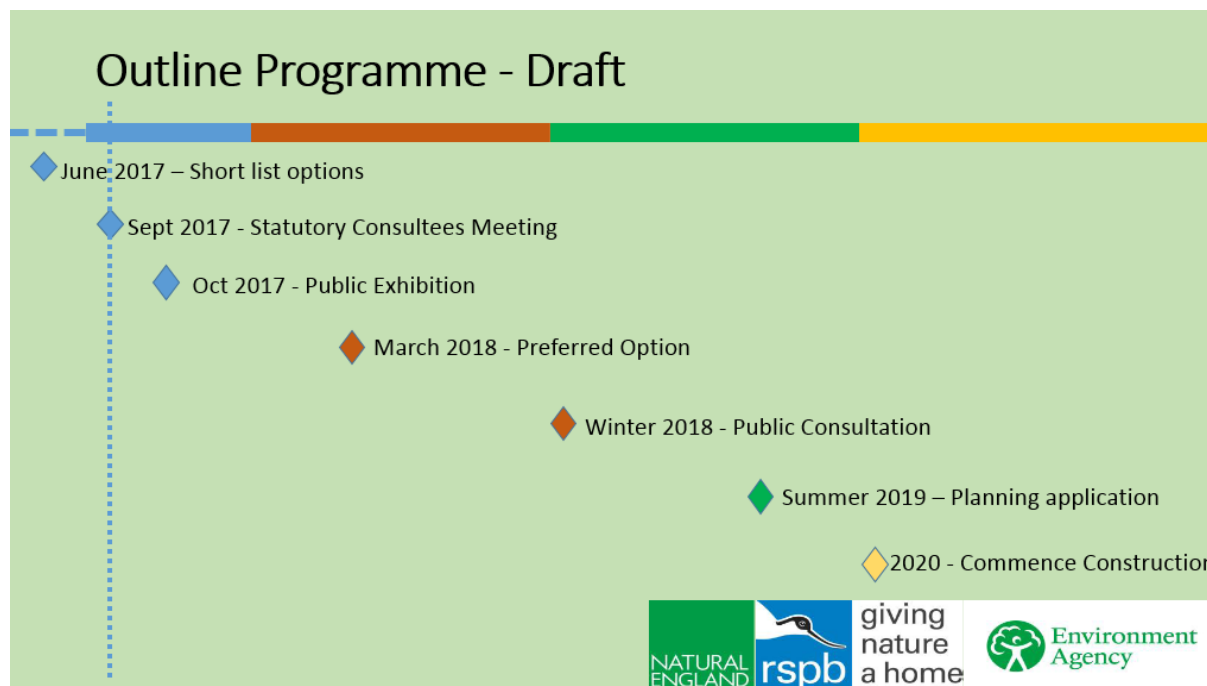 Outline Programme - Draft
June 2017 – Short list options
Sept 2017 - Statutory Consultees Meeting
Oct 2017 - Public Exhibition
March 2018 - Preferred Option
Winter 2018 - Public Consultation
Summer 2019 – Planning application
2020 - Commence Construction
NATURAL
ENGLAND
rspb
giving
nature
a home
Environment
Agency